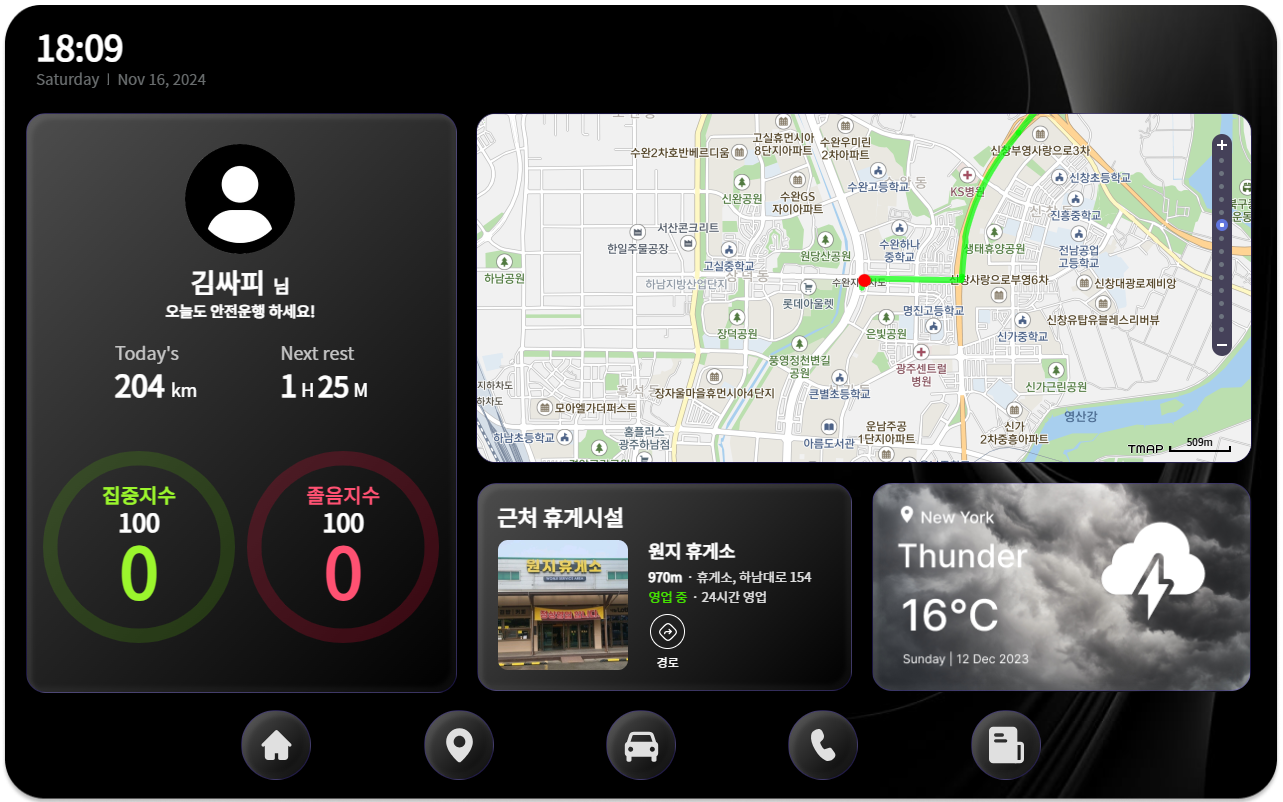 18:09
Saturday | Nov 16, 2024
김싸피 님
오늘도 안전운행 하세요!
Today's
204 km
Next rest
1 H 25 M
집중지수
100
0
졸음지수
100
0
고실휴먼시아
8단지아파트
수완우미린
2차아파트
수완2차호반베르디움
신창부영사랑으로3차
수완고등학교
KS병원
신창초등학교
신완공원
수완GS
자이아파트
진흥중학교
서산콘크리트
한일주물공장
고실중학교
원당산공원
수완하나
중학교
생태휴양공원
전남공업
고등학교
하남공원
장덕동
하남지방산업단지
신창사랑으로부영6차
신창대광로제비앙
롯데아울렛
명진고등학교
신창유탑유블레스리버뷰
장덕공원
은빛공원
신가중학교
풍영정천변길
공원
광주센트럴
병원
신가근린공원
지하차도
하차도
흑석동
장자울마을휴먼시아4단지
큰별초등학교
모아엘가더퍼스트
영산강
하남초등학교
홈플러스
광주하남점
아름도서관
운남주공
1단지아파트
신가
2차중흥아파트
TMAP
509m
근처 휴게시설
원지휴게소
원지 휴게소
970m · 휴게소, 하남대로 154
영업 중 · 24시간 영업
경로
New York
Thunder
16°C
Sunday | 12 Dec 2023